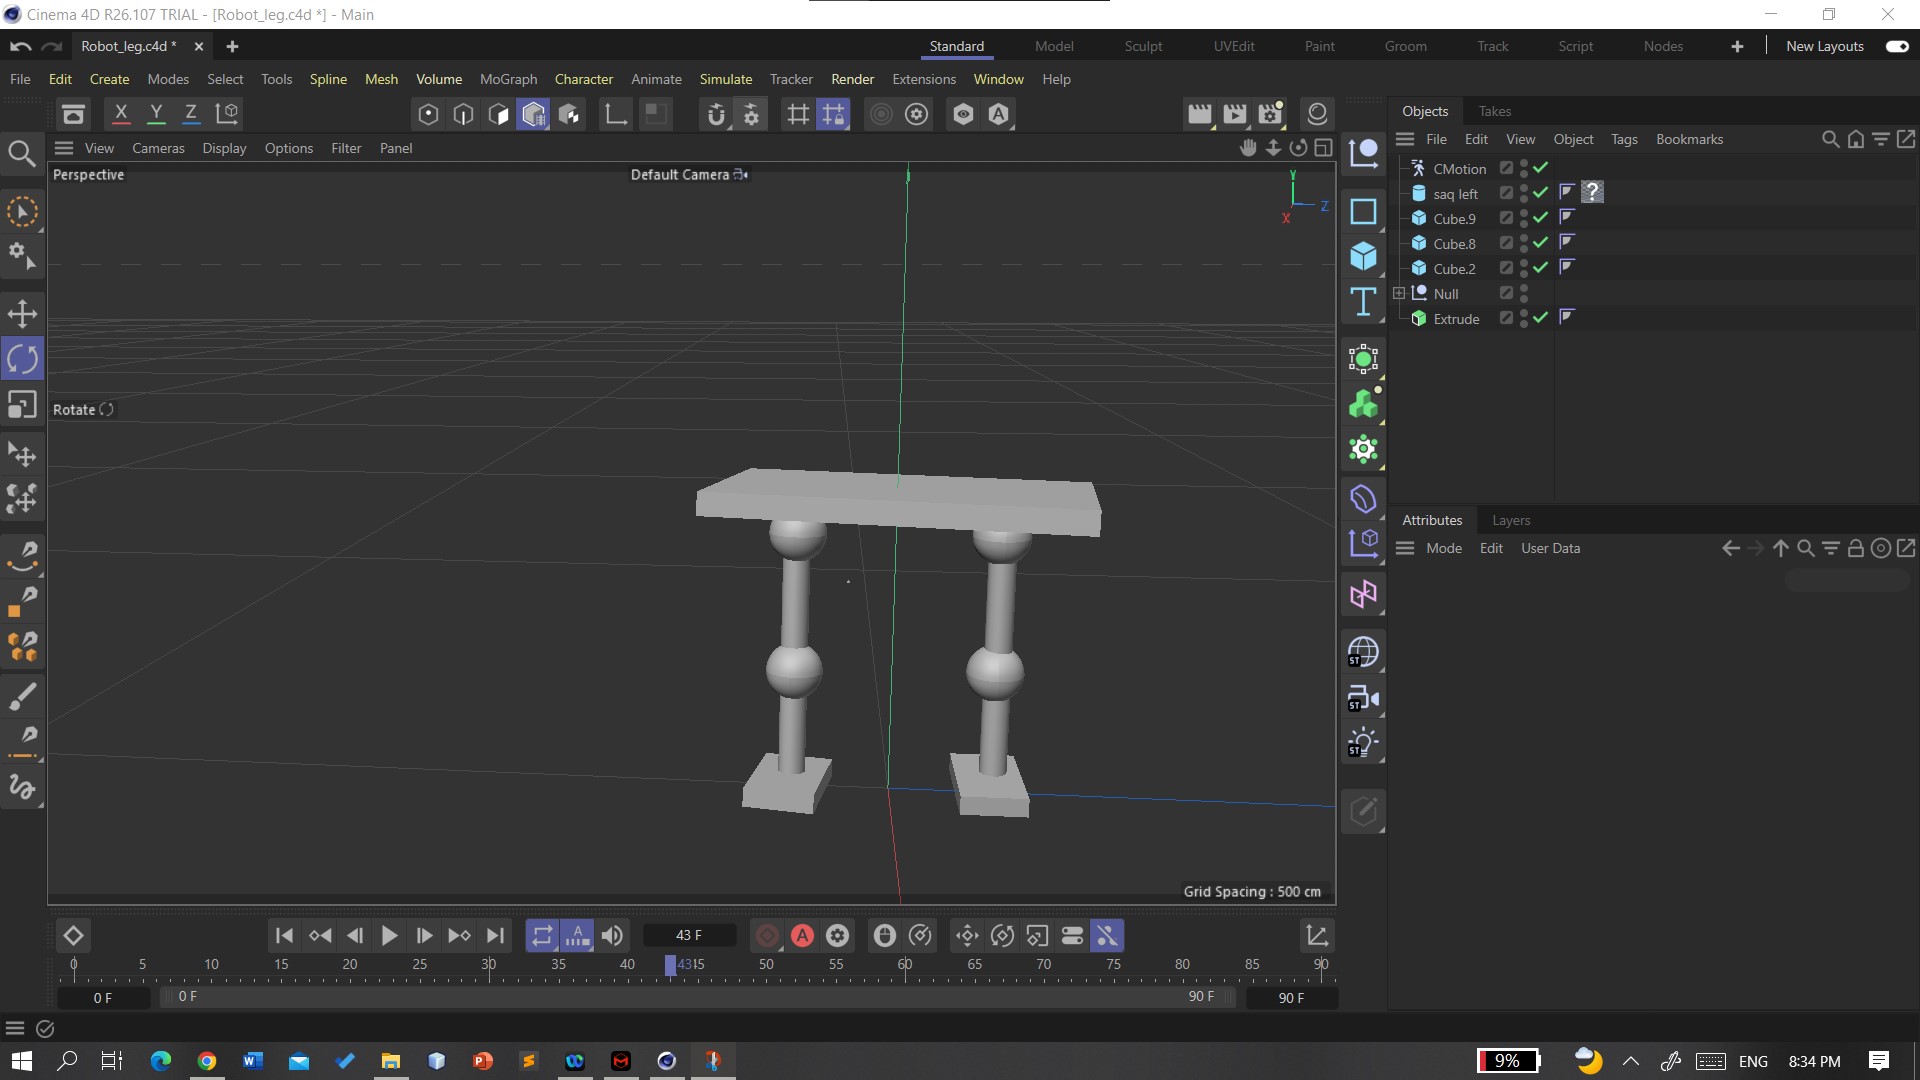 Cinema 4D R26.107 TRIAL - [Robot_leg.c4d *] - Main
Robot_leg.c4d *
Standard Model Sculpt UVEdit Paint Groom Track Script Nodes New Layouts
File Edit Create Modes Select Tools Spline Mesh Volume MoGraph Character Animate Simulate Tracker Render Extensions Window Help
X Y Z
Objects Takes
View Cameras Display Options Filter Panel
File Edit View Object Tags Bookmarks
Perspective
Default Camera
Y
Z
X
CMotion
saq left
Cube.9
Cube.8
Cube.2
Null
Extrude
Rotate
Attributes Layers
Mode Edit User Data
ST
ST
ST
Grid Spacing : 500 cm
43 F
0 5 10 15 20 25 30 35 40 4345 50 55 60 65 70 75 80 85 90
0 F 0 F 90 F 90 F
9% ENG 8:34 PM